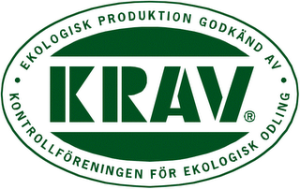 · EKOLOGISK PRODUKTION GODKÄND AV ·
KRAV®
KONTROLLFÖRENINGEN FÖR EKOLOGISK ODLING